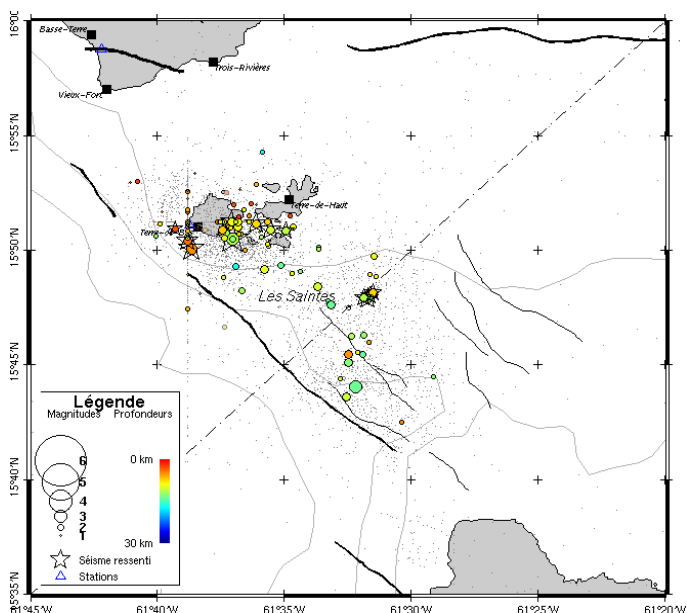 16°00'
Basse-Terre
Trois-Rivières
Vieux-Fort
15°55'
Terre-de-Haut
15°50'
Les Saintes
15°45'
Légende
Magnitudes Profondeurs
0 km
6
5
4
3
2
1
30 km
Séisme ressenti
Stations
15°40'
15°35'
61°45'W 61°40'W 61°35'W 61°30'W 61°25'W 61°20'W